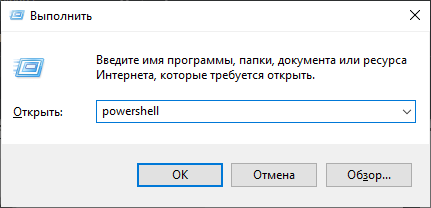 Выполнить
Введите имя программы, папки, документа или ресурса
Интернета, которые требуется открыть.
Открыть: powershell
ОК Отмена Обзор...